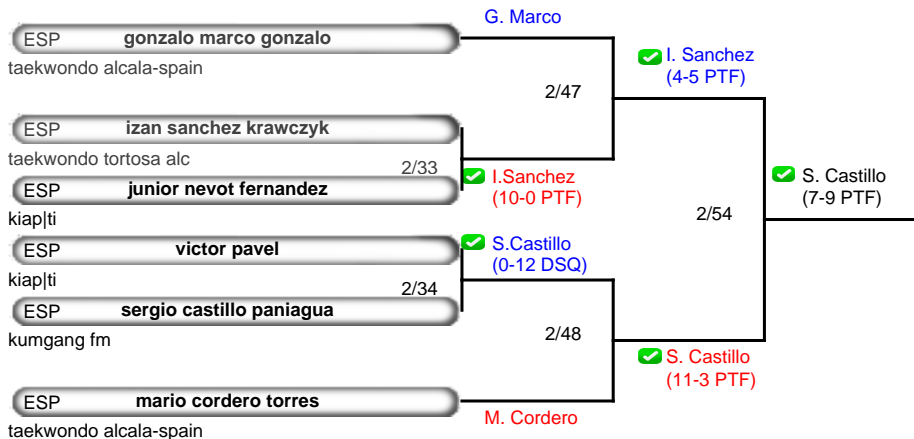 G. Marco
ESP gonzalo marco gonzalo
taekwondo alcala-spain
I. Sanchez
(4-5 PTF)
2/47
ESP izan sanchez krawczyk
taekwondo tortosa alc
2/33
I.Sanchez
(10-0 PTF)
ESP junior nevot fernandez
kiap|ti
S. Castillo
(7-9 PTF)
2/54
ESP victor pavel
kiap|ti
S.Castillo
(0-12 DSQ)
2/34
ESP sergio castillo paniagua
kumgang fm
2/48
S. Castillo
(11-3 PTF)
ESP mario cordero torres
M. Cordero
taekwondo alcala-spain